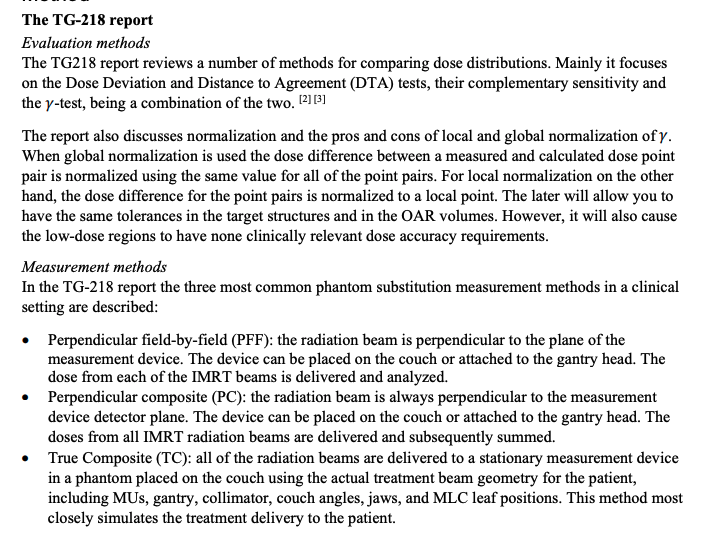 The TG-218 report
Evaluation methods
The TG218 report reviews a number of methods for comparing dose distributions. Mainly it focuses
on the Dose Deviation and Distance to Agreement (DTA) tests, their complementary sensitivity and
the γ-test, being a combination of the two. [2] [3]
The report also discusses normalization and the pros and cons of local and global normalization of γ.
When global normalization is used the dose difference between a measured and calculated dose point
pair is normalized using the same value for all of the point pairs. For local normalization on the other
hand, the dose difference for the point pairs is normalized to a local point. The later will allow you to
have the same tolerances in the target structures and in the OAR volumes. However, it will also cause
the low-dose regions to have none clinically relevant dose accuracy requirements.
Measurement methods
In the TG-218 report the three most common phantom substitution measurement methods in a clinical
setting are described:
• Perpendicular field-by-field (PFF): the radiation beam is perpendicular to the plane of the
measurement device. The device can be placed on the couch or attached to the gantry head. The
dose from each of the IMRT beams is delivered and analyzed.
• Perpendicular composite (PC): the radiation beam is always perpendicular to the measurement
device detector plane. The device can be placed on the couch or attached to the gantry head. The
doses from all IMRT radiation beams are delivered and subsequently summed.
• True Composite (TC): all of the radiation beams are delivered to a stationary measurement device
in a phantom placed on the couch using the actual treatment beam geometry for the patient,
including MUs, gantry, collimator, couch angles, jaws, and MLC leaf positions. This method most
closely simulates the treatment delivery to the patient.